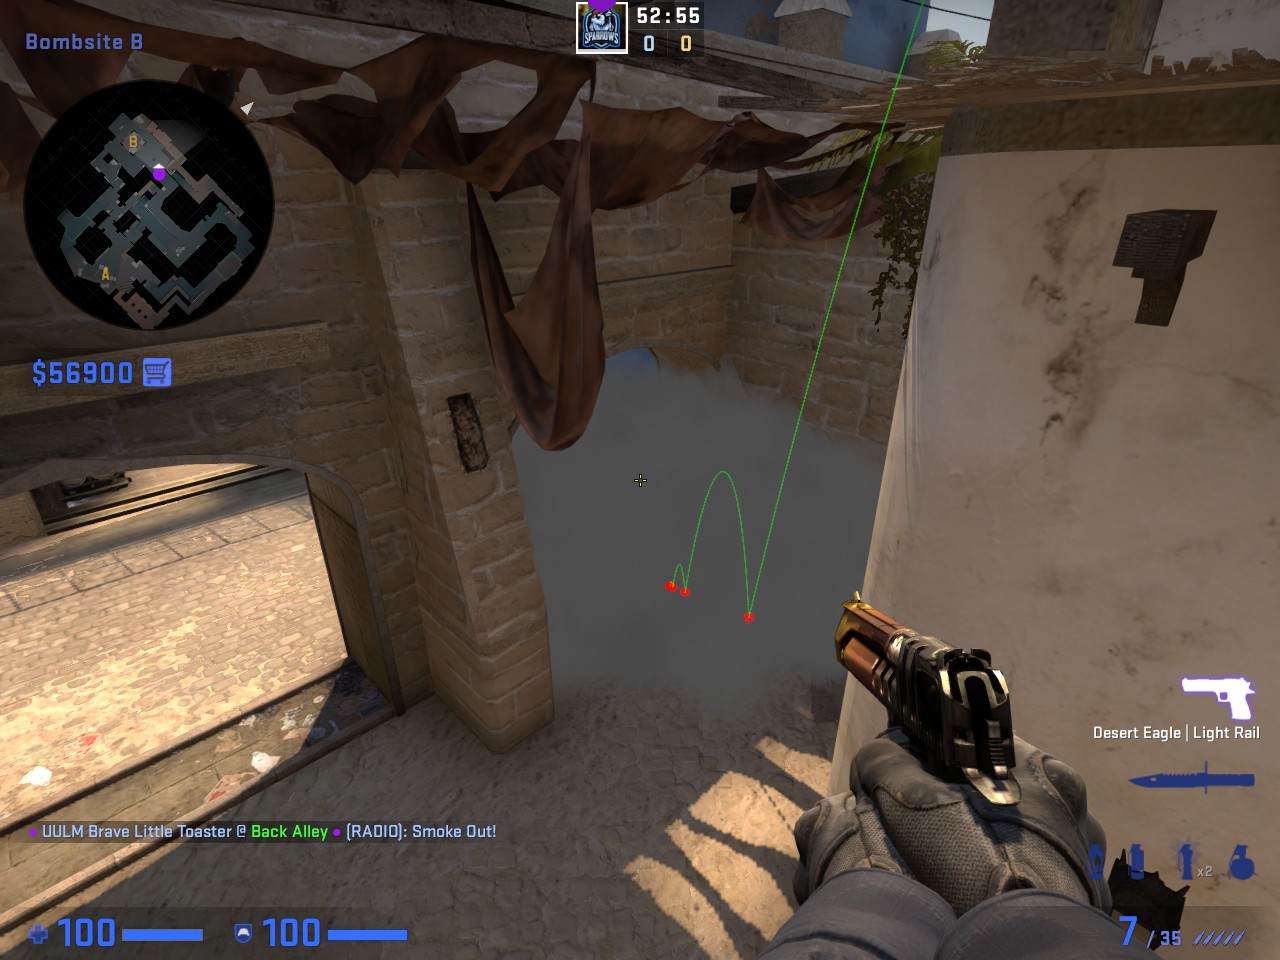 52:55
SPARROWS
0 0
Bombsite B
B
A
$56900
Desert Eagle | Light Rail
UULM Brave Little Toaster @ Back Alley (RADIO): Smoke Out!
x2
100 100
7 / 35